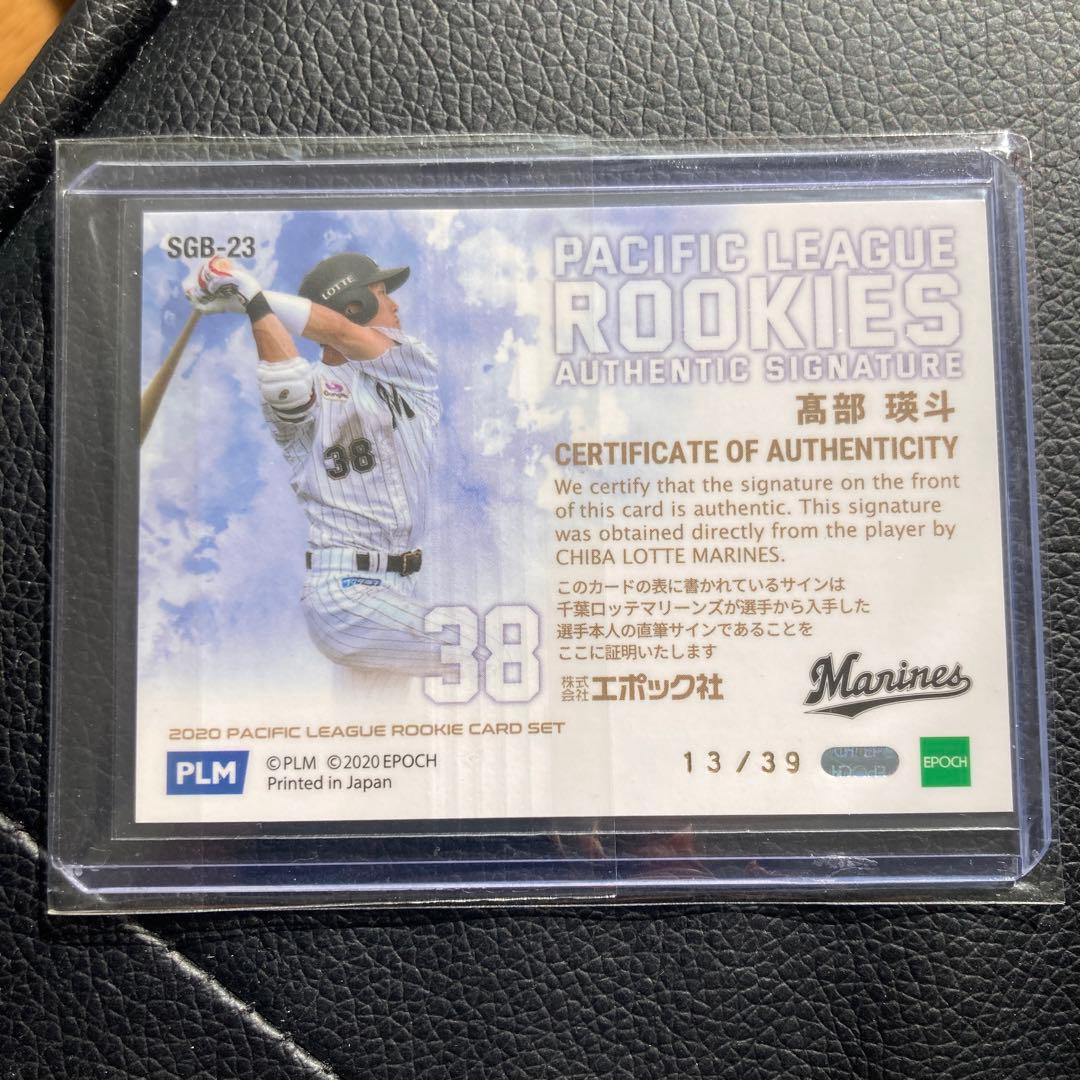 SGB-23
PACIFIC LEAGUE
ROOKIES
AUTHENTIC SIGNATURE
髙部 瑛斗
CERTIFICATE OF AUTHENTICITY
We certify that the signature on the front
of this card is authentic. This signature
was obtained directly from the player by
CHIBA LOTTE MARINES.
このカードの表に書かれているサインは
千葉ロッテマリーンズが選手から入手した
選手本人の直筆サインであることを
ここに証明いたします
株式会社 エポック社
Marines
LOTTE
M
38
38
2020 PACIFIC LEAGUE ROOKIE CARD SET
PLM
©PLM ©2020 EPOCH
Printed in Japan
13/39
EPOCH